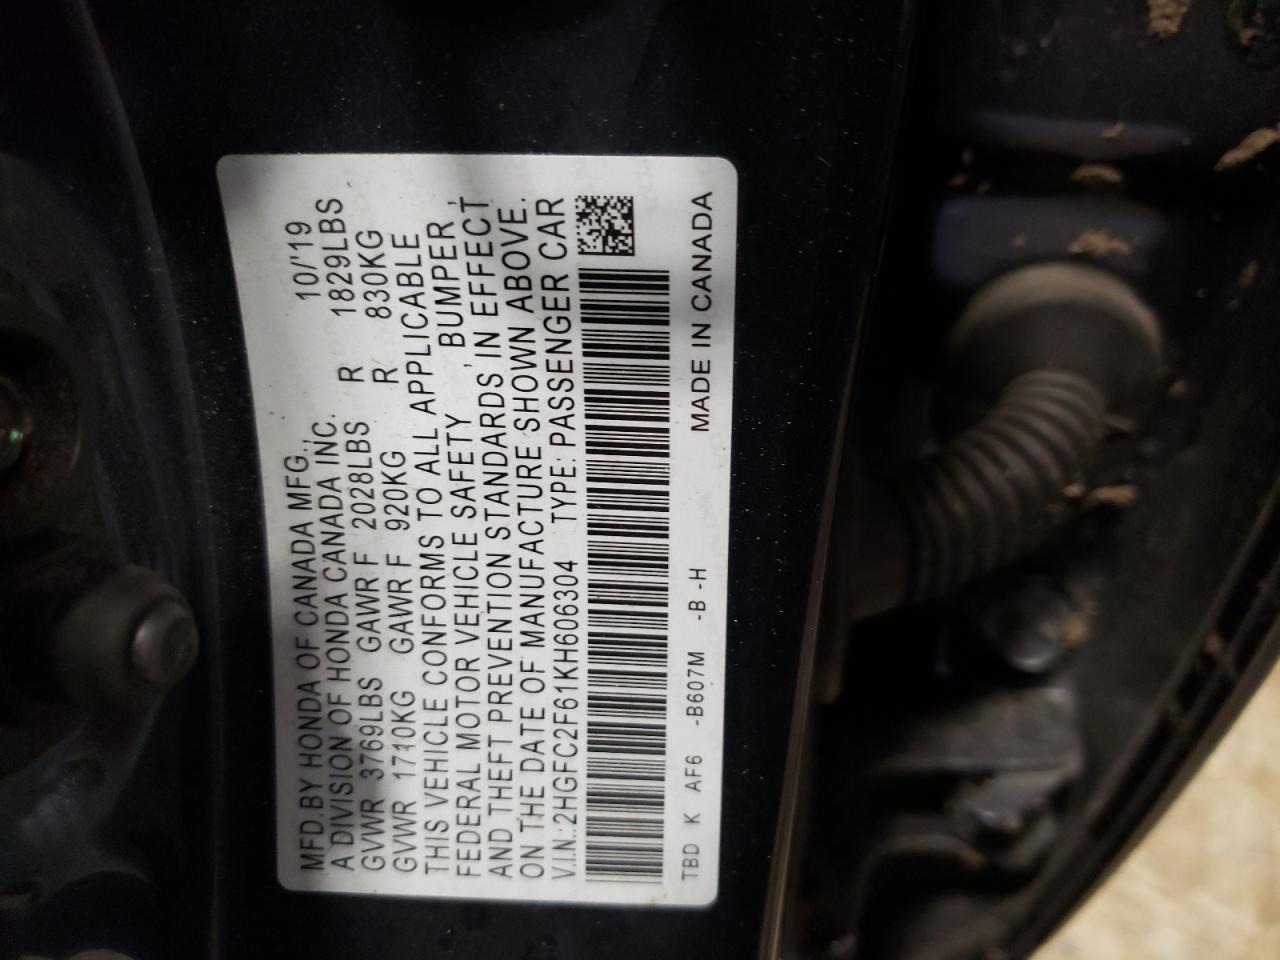 MFD. BY HONDA OF CANADA MFG., 10/'19
A DIVISION OF HONDA CANADA INC.
GVWR 3769LBS GAWR F 2028LBS R 1829LBS
GVWR 1710KG GAWR F 920KG R 830KG
THIS VEHICLE CONFORMS TO ALL APPLICABLE
FEDERAL MOTOR VEHICLE SAFETY, BUMPER,
AND THEFT PREVENTION STANDARDS IN EFFECT
ON THE DATE OF MANUFACTURE SHOWN ABOVE.
V.I.N.:2HGFC2F61KH606304 TYPE: PASSENGER CAR
TBD K AF6 -B607M -B -H MADE IN CANADA